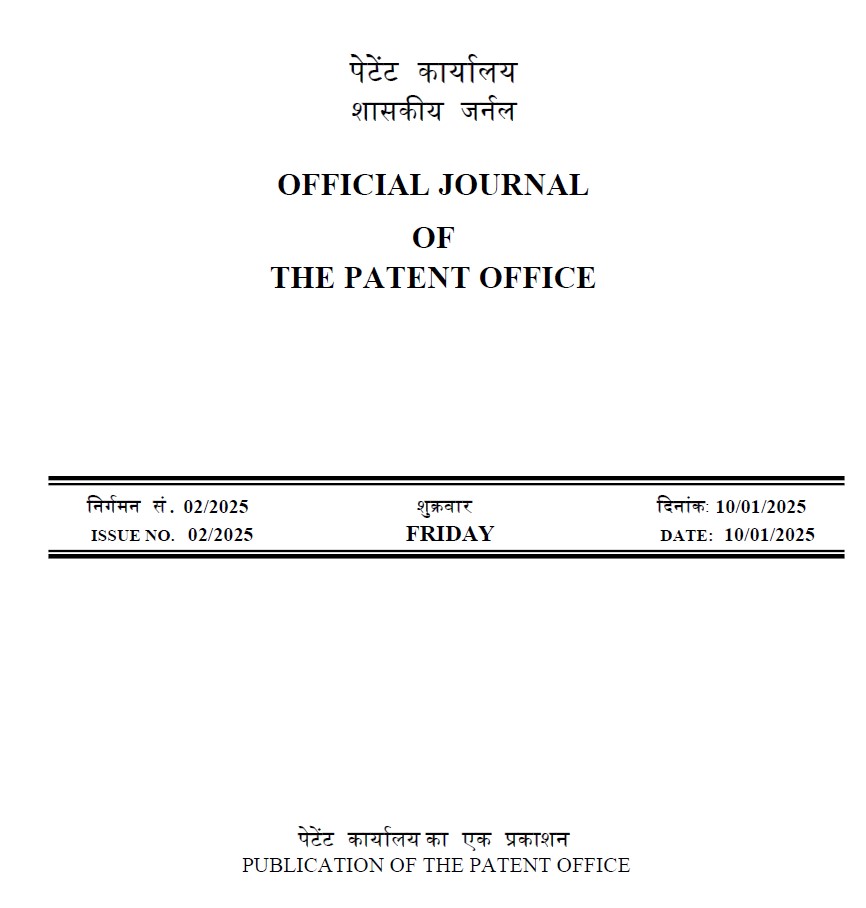 पेटेंट कार्यालय
शासकीय जर्नल
OFFICIAL JOURNAL
OF
THE PATENT OFFICE
निर्गमन सं. 02/2025 शुक्रवार दिनांक: 10/01/2025
ISSUE NO. 02/2025 FRIDAY DATE: 10/01/2025
पेटेंट कार्यालय का एक प्रकाशन
PUBLICATION OF THE PATENT OFFICE